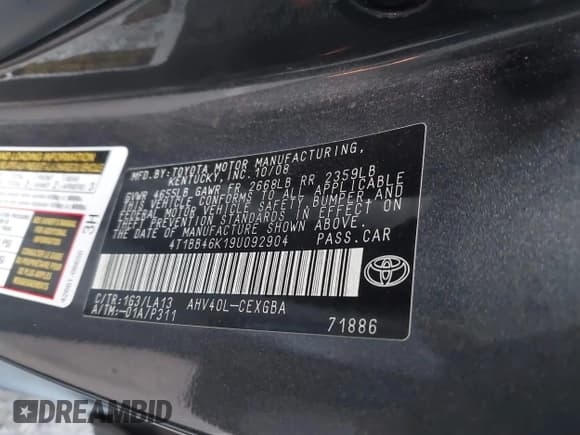 MFD.BY:TOYOTA MOTOR MANUFACTURING,
KENTUCKY, INC. 10/08
GVWR 4655LB GAWR FR 2668LB RR 2359LB
THIS VEHICLE CONFORMS TO ALL APPLICABLE
FEDERAL MOTOR VEHICLE SAFETY, BUMPER, AND
THEFT PREVENTION STANDARDS IN EFFECT ON
THE DATE OF MANUFACTURE SHOWN ABOVE.
4T1BB46K19U092904 PASS.CAR
C/TR:1G3/LA13 AHV40L-CEXGBA
A/TM:-01A/P311
71886
3H
DREAMBID